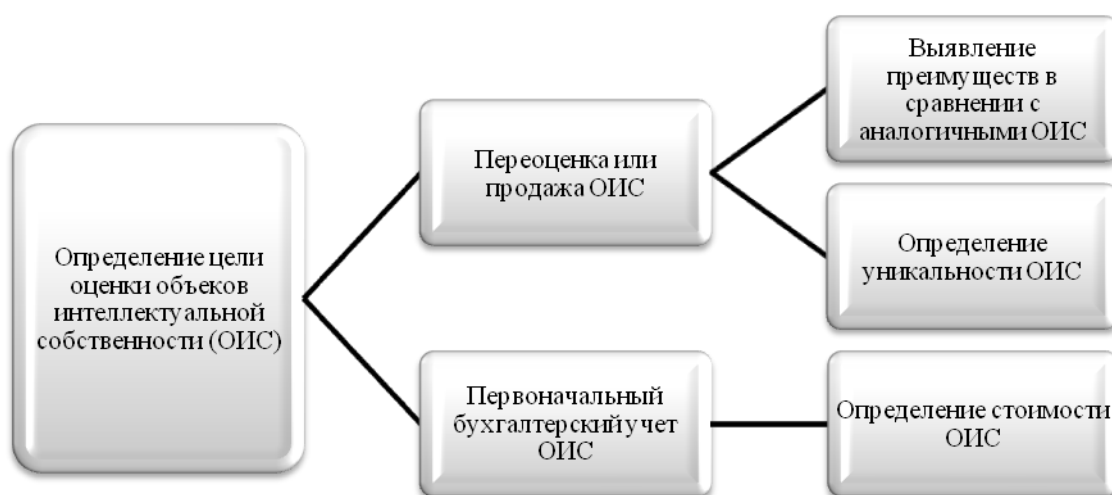 Определение цели
оценки объеков
интеллектуальной
собственности (ОИС)
Переоценка или
продажа ОИС
Выявление
преимуществ в
сравнении с
аналогичными ОИС
Определение
уникальности ОИС
Первоначальный
бухгалтерский учет
ОИС
Определение стоимости
ОИС